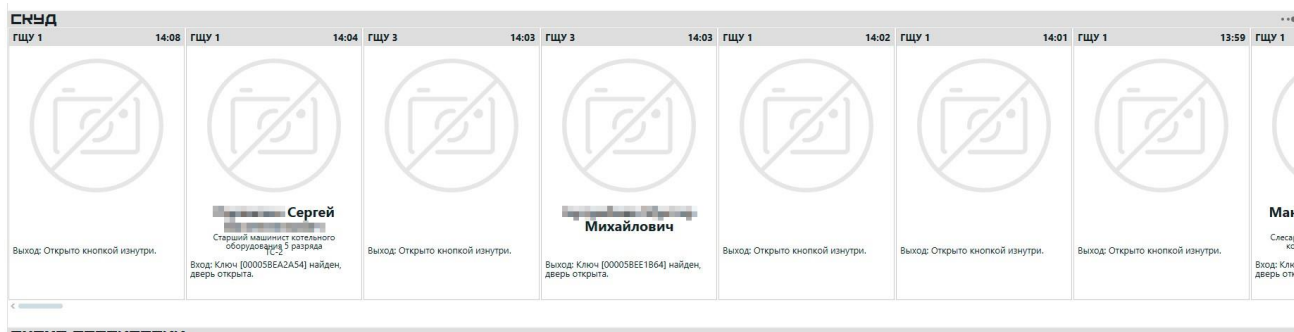 СКУД
ГЩУ 1 14:08 ГЩУ 1 14:04 ГЩУ 3 14:03 ГЩУ 3 14:03 ГЩУ 1 14:02 ГЩУ 1 14:01 ГЩУ 1 13:59 ГЩУ 1
Выход: Открыто кнопкой изнутри.
Сергей
Старший машинист котельного
оборудования 5 разряда
ТС-2
Вход: Ключ [00005BEA2A54] найден,
дверь открыта.
Выход: Открыто кнопкой изнутри.
Михайлович
Выход: Ключ [00005BEE1B64] найден,
дверь открыта.
Выход: Открыто кнопкой изнутри.
Выход: Открыто кнопкой изнутри.
Выход: Открыто кнопкой изнутри.
Вход:
дверь